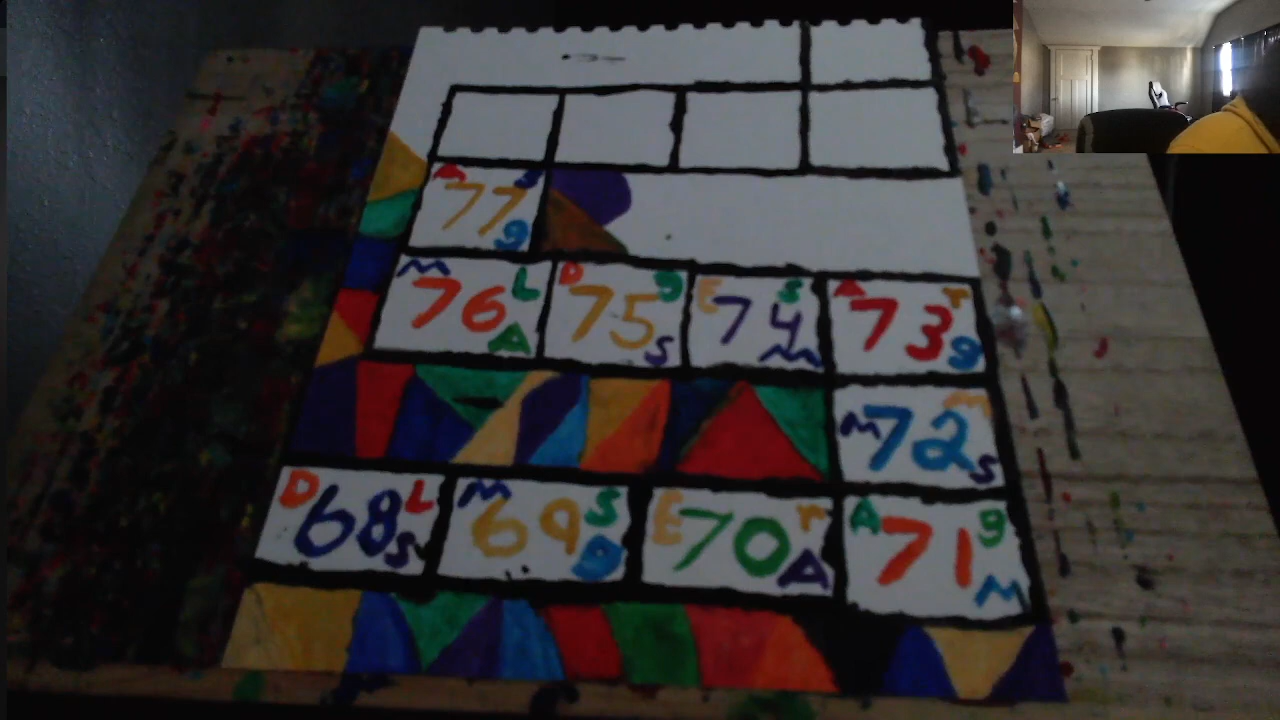 A 77 s g
M 76 L A
D 75 g s
E 74 s m
A 73 r g
m 72 m s
D 68 L s
M 69 S g
E 70 r A
A 71 g m